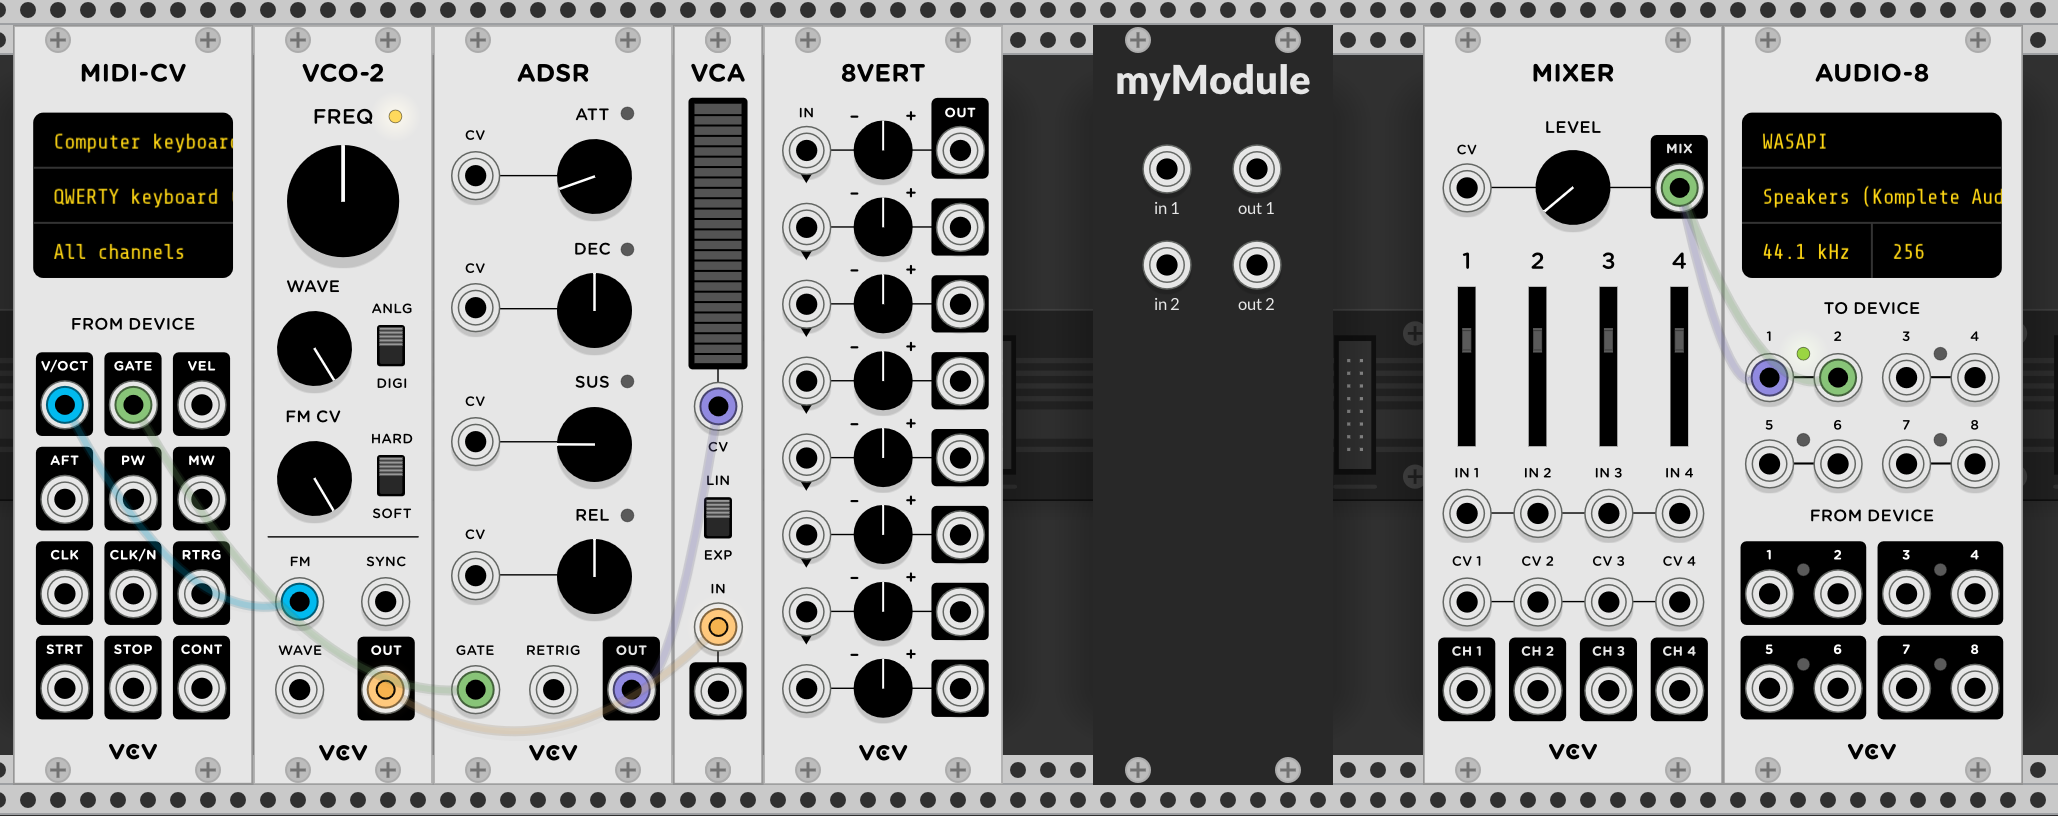 MIDI-CV
Computer keyboard
QWERTY keyboard
All channels
FROM DEVICE
V/OCT GATE VEL
AFT PW MW
CLK CLK/N RTRG
STRT STOP CONT
VCV
VCO-2
FREQ
WAVE
ANLG
DIGI
FM CV
HARD
SOFT
FM SYNC
WAVE OUT
VCV
ADSR
ATT
CV
DEC
CV
SUS
CV
REL
CV
GATE RETRIG OUT
VCV
VCA
CV
LIN
EXP
IN
8VERT
IN - + OUT
- +
- +
- +
- +
- +
- +
- +
VCV
myModule
in 1 out 1
in 2 out 2
MIXER
LEVEL
CV MIX
1 2 3 4
IN 1 IN 2 IN 3 IN 4
CV 1 CV 2 CV 3 CV 4
CH 1 CH 2 CH 3 CH 4
VCV
AUDIO-8
WASAPI
Speakers (Komplete Aud
44.1 kHz 256
TO DEVICE
1 2 3 4
5 6 7 8
FROM DEVICE
1 2 3 4
5 6 7 8
VCV